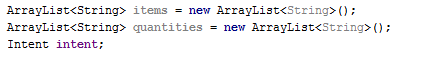 ArrayList<String> items = new ArrayList<String>();
ArrayList<String> quantities = new ArrayList<String>();
Intent intent;